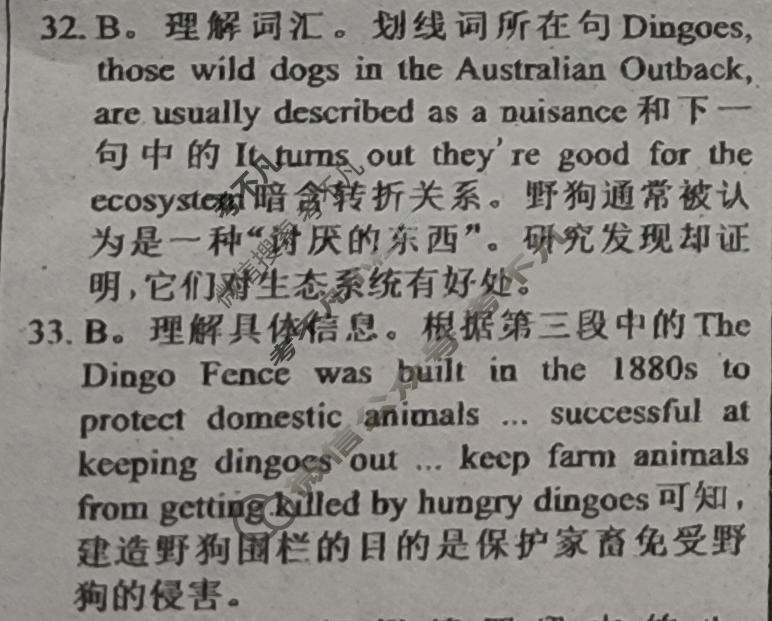 32. B。理解词汇。划线词所在句 Dingoes,
those wild dogs in the Australian Outback,
are usually described as a nuisance 和下一
句中的 It turns out they're good for the
ecosystem 暗含转折关系。野狗通常被认
为是一种“讨厌的东西”。研究发现却证
明,它们对生态系统有好处。
33. B。理解具体信息。根据第三段中的 The
Dingo Fence was built in the 1880s to
protect domestic animals ... successful at
keeping dingoes out ... keep farm animals
from getting killed by hungry dingoes 可知,
建造野狗围栏的目的是保护家畜免受野
狗的侵害。